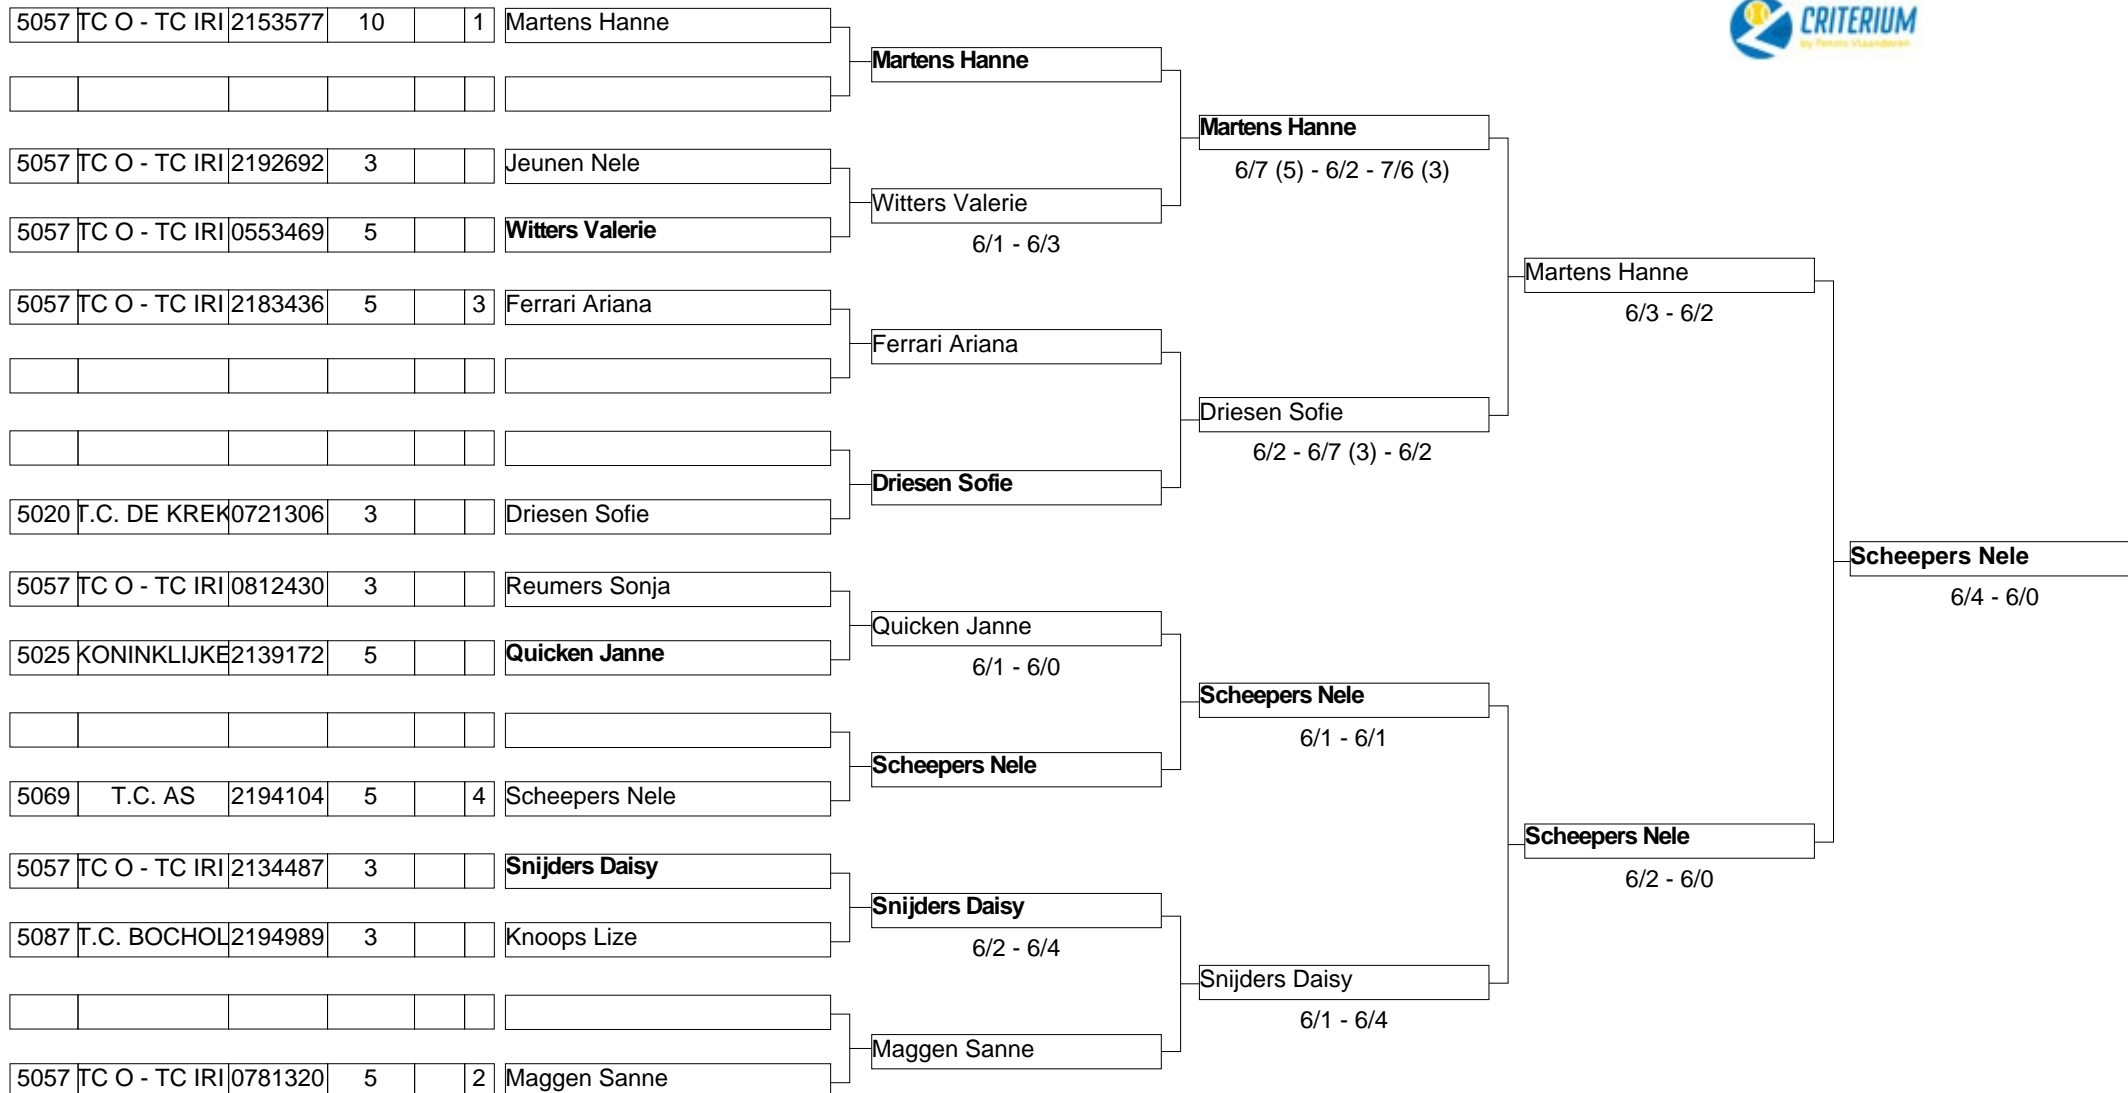 CRITERIUM
by Tennis Vlaanderen
5057 TC O - TC IRI 2153577 10 1 Martens Hanne
Martens Hanne
Martens Hanne
6/7 (5) - 6/2 - 7/6 (3)
5057 TC O - TC IRI 2192692 3 Jeunen Nele
Witters Valerie
5057 TC O - TC IRI 0553469 5 Witters Valerie
6/1 - 6/3
Martens Hanne
6/3 - 6/2
5057 TC O - TC IRI 2183436 5 3 Ferrari Ariana
Ferrari Ariana
Driesen Sofie
6/2 - 6/7 (3) - 6/2
Driesen Sofie
5020 T.C. DE KREK 0721306 3 Driesen Sofie
Scheepers Nele
6/4 - 6/0
5057 TC O - TC IRI 0812430 3 Reumers Sonja
Quicken Janne
5025 KONINKLIJKE 2139172 5 Quicken Janne
6/1 - 6/0
Scheepers Nele
6/1 - 6/1
Scheepers Nele
5069 T.C. AS 2194104 5 4 Scheepers Nele
Scheepers Nele
6/2 - 6/0
5057 TC O - TC IRI 2134487 3 Snijders Daisy
Snijders Daisy
5087 T.C. BOCHOL 2194989 3 Knoops Lize
6/2 - 6/4
Snijders Daisy
6/1 - 6/4
Maggen Sanne
5057 TC O - TC IRI 0781320 5 2 Maggen Sanne